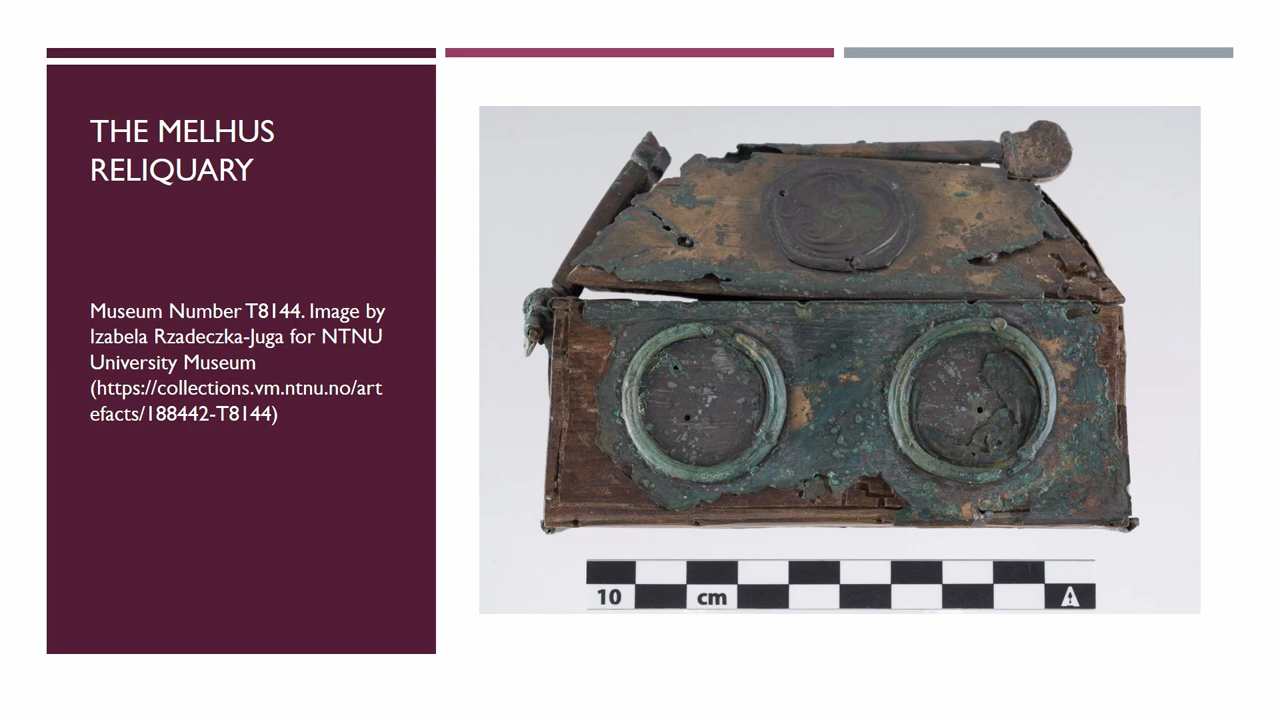 THE MELHUS
RELIQUARY
Museum Number T8144. Image by
Izabela Rzadeczka-Juga for NTNU
University Museum
(https://collections.vm.ntnu.no/art
efacts/188442-T8144)
10 cm A